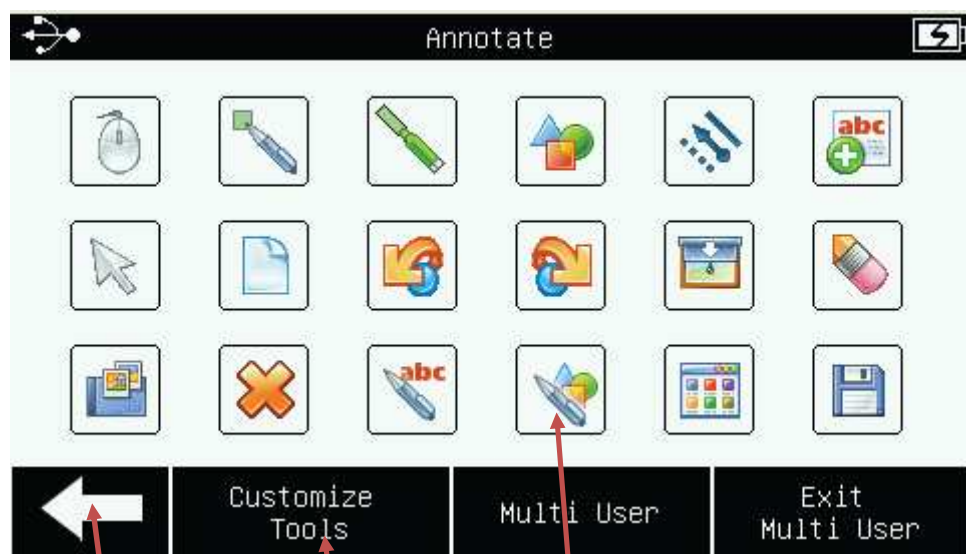 Annotate
abc
abc
Customize
Tools
Multi User
Exit
Multi User